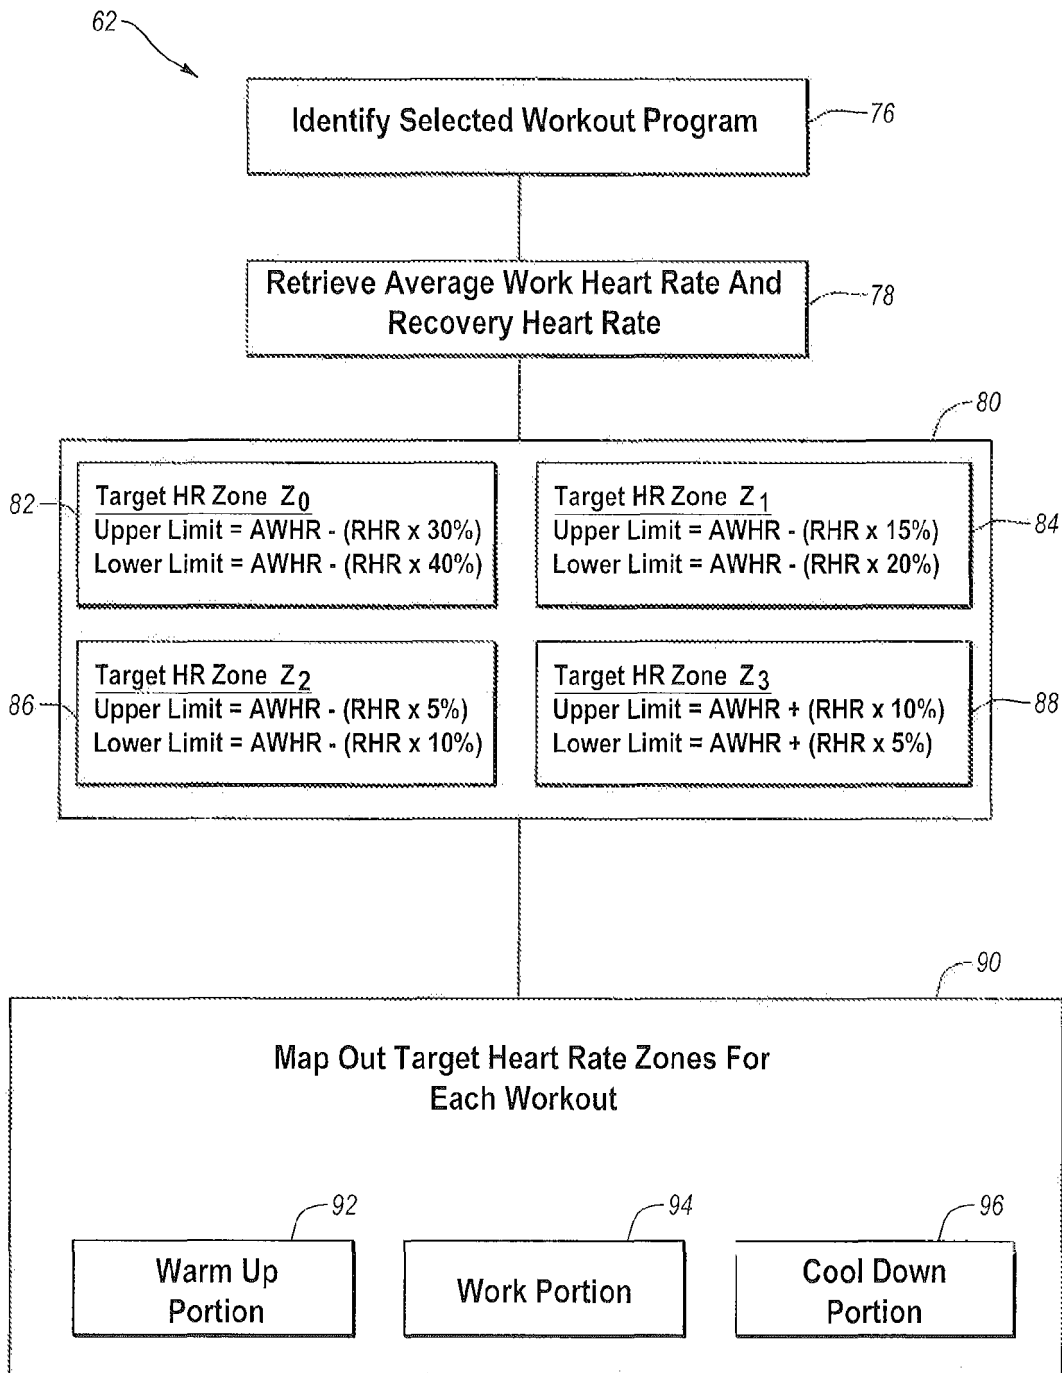 62
Identify Selected Workout Program
76
Retrieve Average Work Heart Rate And
Recovery Heart Rate
78
80
82
Target HR Zone Z0
Upper Limit = AWHR - (RHR x 30%)
Lower Limit = AWHR - (RHR x 40%)
Target HR Zone Z1
Upper Limit = AWHR - (RHR x 15%)
Lower Limit = AWHR - (RHR x 20%)
84
86
Target HR Zone Z2
Upper Limit = AWHR - (RHR x 5%)
Lower Limit = AWHR - (RHR x 10%)
Target HR Zone Z3
Upper Limit = AWHR + (RHR x 10%)
Lower Limit = AWHR + (RHR x 5%)
88
90
Map Out Target Heart Rate Zones For
Each Workout
92
Warm Up
Portion
94
Work Portion
96
Cool Down
Portion